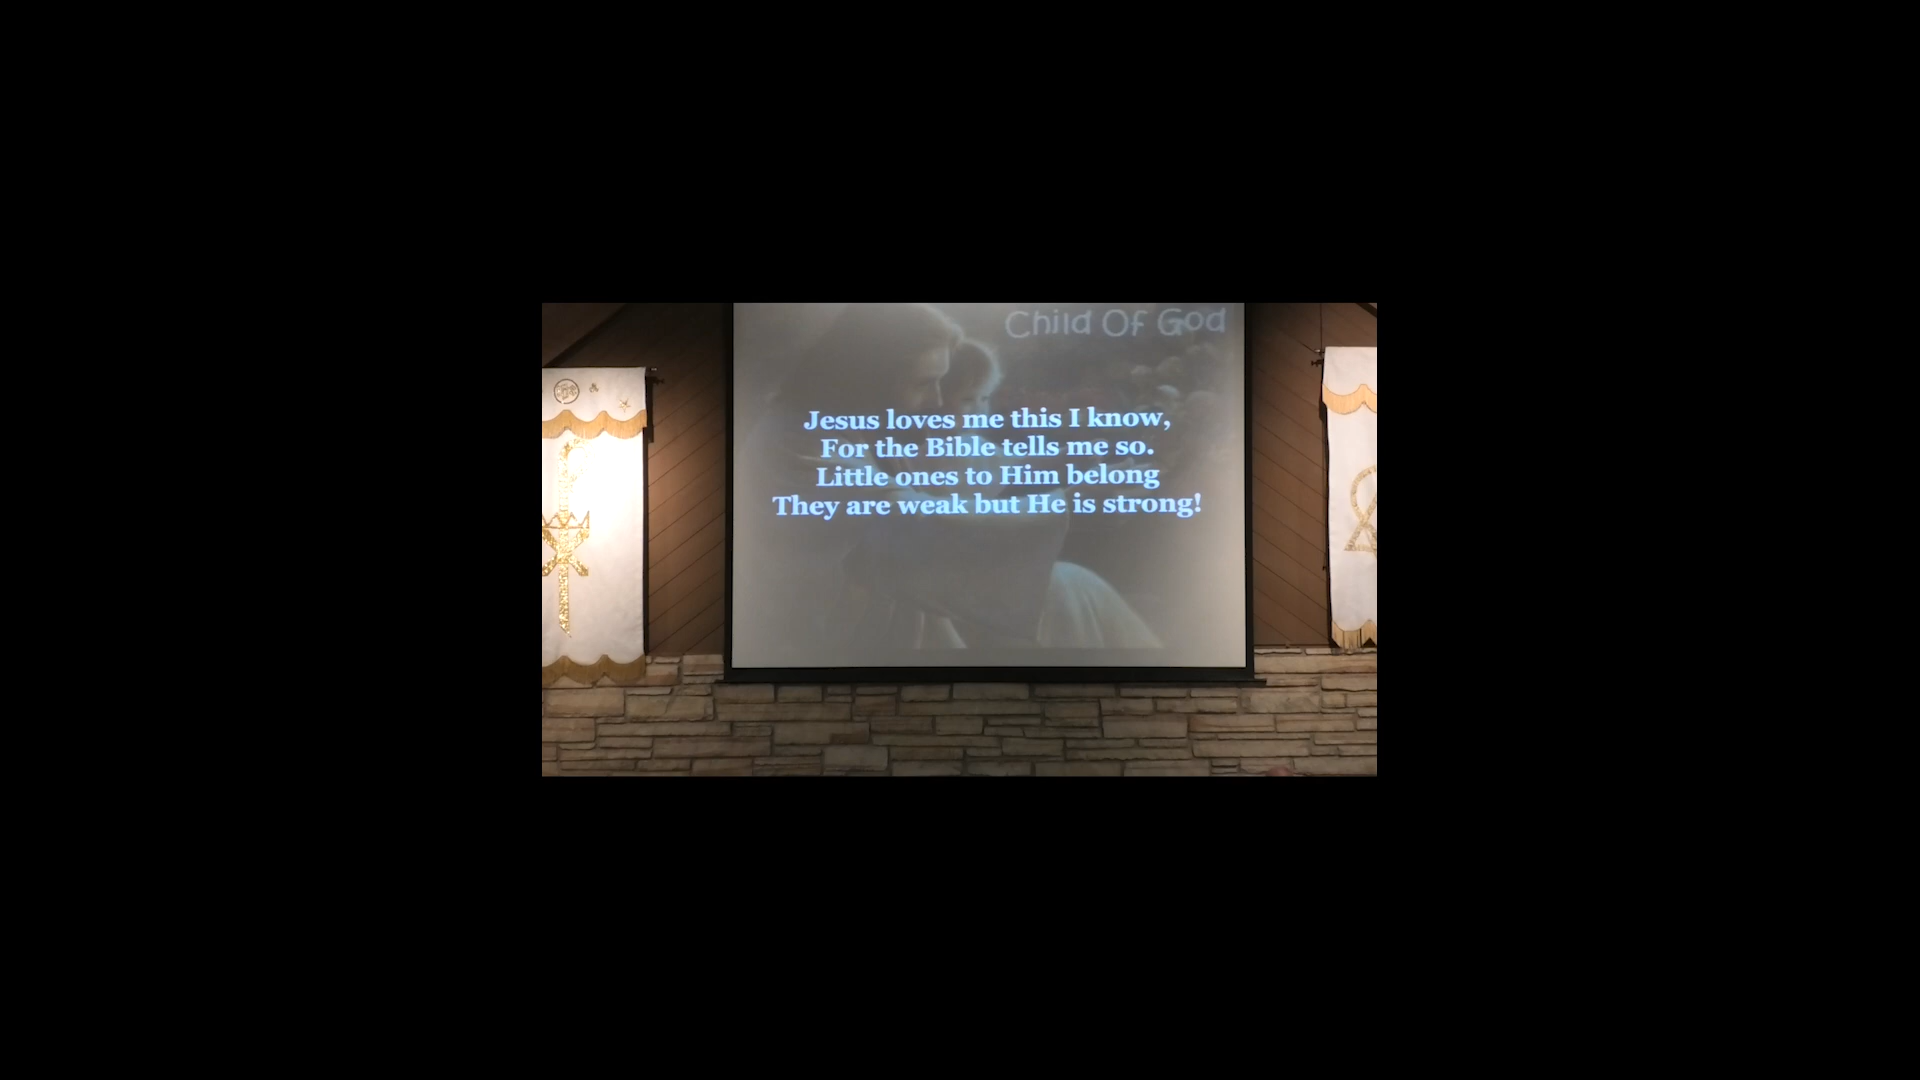 Child Of God
Jesus loves me this I know,
For the Bible tells me so.
Little ones to Him belong
They are weak but He is strong!